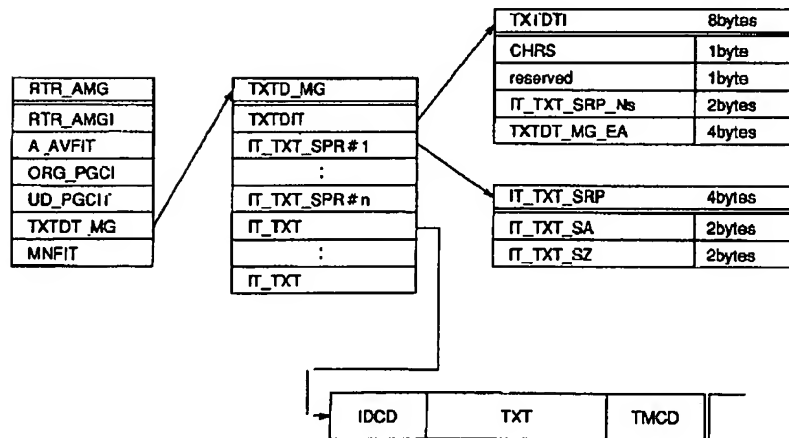 RTR_AMG
RTR_AMGI
A_AVFIT
ORG_PGCI
UD_PGCIT
TXTDT_MG
MNFIT
TXTD_MG
TXTDIT
IT_TXT_SPR#1
:
IT_TXT_SPR#n
IT_TXT
:
IT_TXT
TXTDTI 8bytes
CHRS 1byte
reserved 1byte
IT_TXT_SRP_Ns 2bytes
TXTDT_MG_EA 4bytes
IT_TXT_SRP 4bytes
IT_TXT_SA 2bytes
IT_TXT_SZ 2bytes
IDCD TXT TMCD